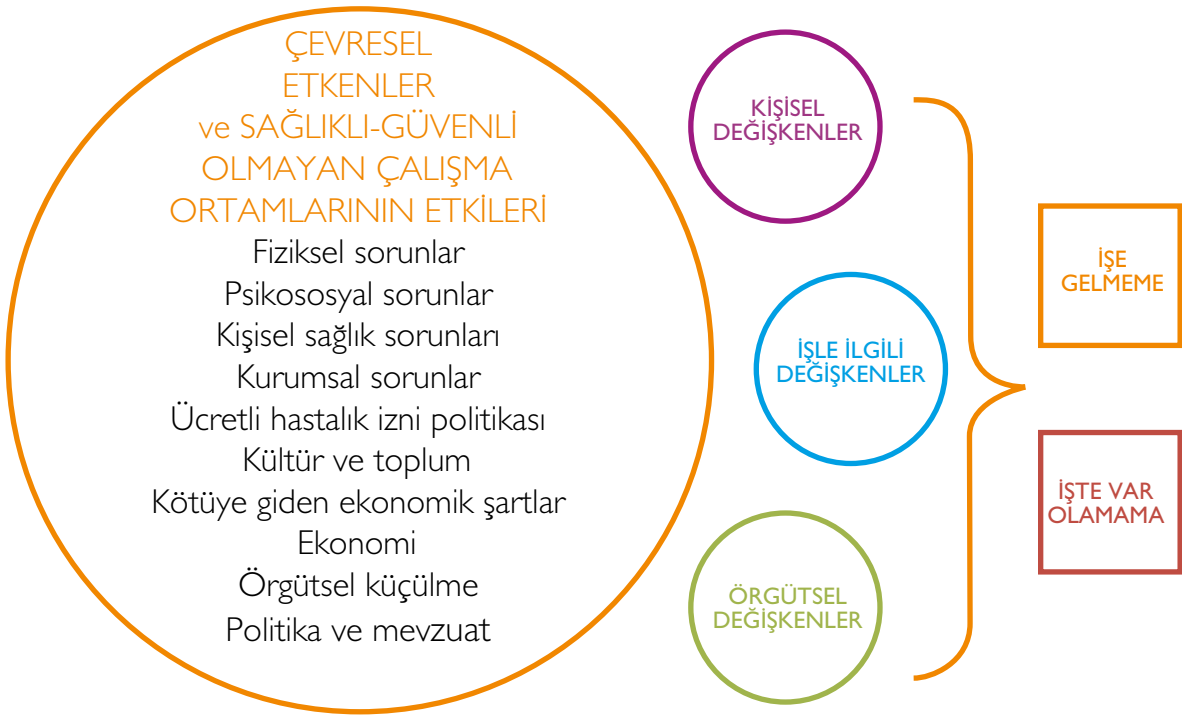 ÇEVRESEL
ETKENLER
ve SAĞLIKLI-GÜVENLİ
OLMAYAN ÇALIŞMA
ORTAMLARININ ETKİLERİ
Fiziksel sorunlar
Psikososyal sorunlar
Kişisel sağlık sorunları
Kurumsal sorunlar
Ücretli hastalık izni politikası
Kültür ve toplum
Kötüye giden ekonomik şartlar
Ekonomi
Örgütsel küçülme
Politika ve mevzuat
KİŞİSEL
DEĞİŞKENLER
İŞLE İLGİLİ
DEĞİŞKENLER
ÖRGÜTSEL
DEĞİŞKENLER
İŞE
GELMEME
İŞTE VAR
OLAMAMA